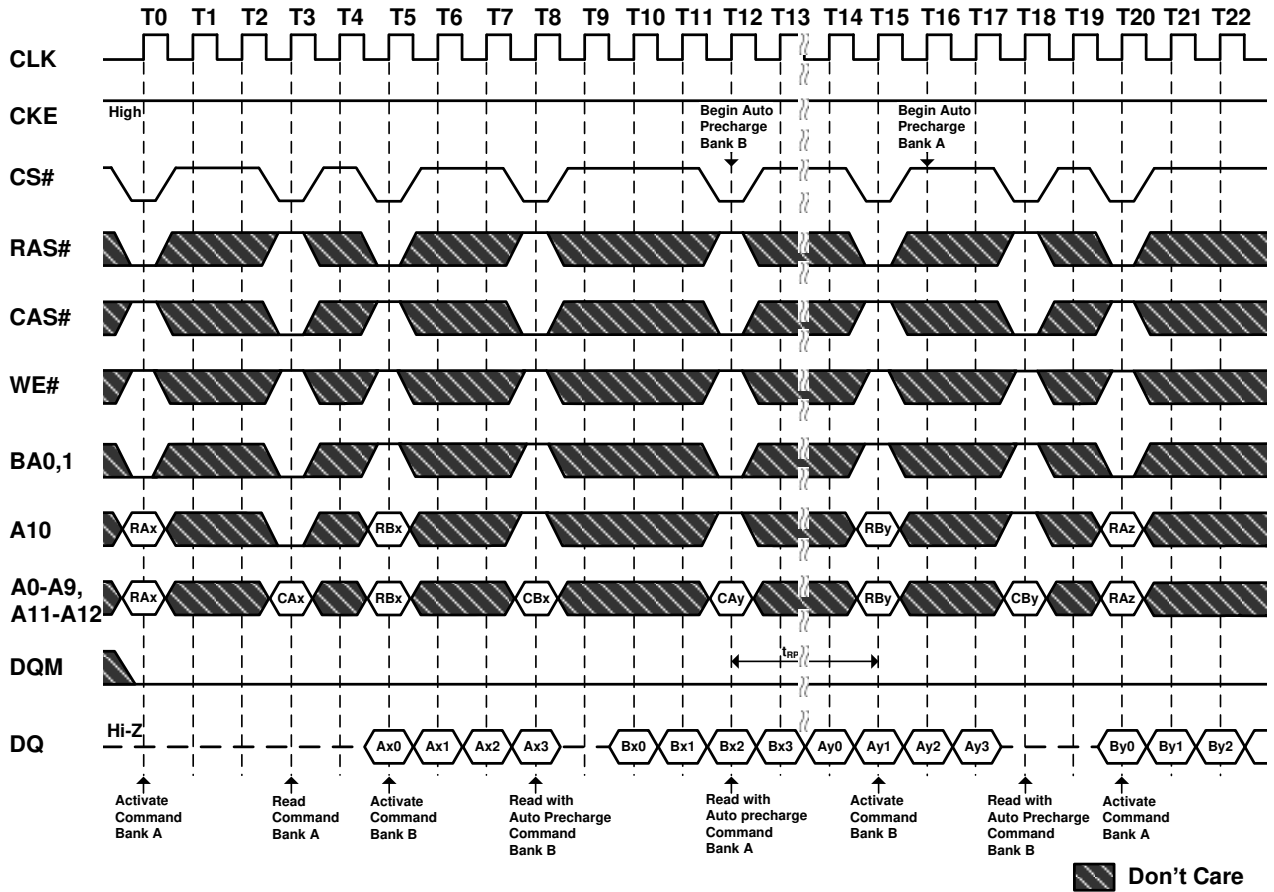 T0 T1 T2 T3 T4 T5 T6 T7 T8 T9 T10 T11 T12 T13 T14 T15 T16 T17 T18 T19 T20 T21 T22
CLK
CKE
High
Begin Auto
Precharge
Bank B
Begin Auto
Precharge
Bank A
CS#
RAS#
CAS#
WE#
BA0,1
A10
RAx RBx RBy RAz
A0-A9,
A11-A12
RAx CAx RBx CBx CAy RBy CBy RAz
DQM
tRP
DQ
Hi-Z
Ax0 Ax1 Ax2 Ax3 Bx0 Bx1 Bx2 Bx3 Ay0 Ay1 Ay2 Ay3 By0 By1 By2
Activate
Command
Bank A
Read
Command
Bank A
Activate
Command
Bank B
Read with
Auto Precharge
Command
Bank B
Read with
Auto precharge
Command
Bank A
Activate
Command
Bank B
Read with
Auto Precharge
Command
Bank B
Activate
Command
Bank A
Don't Care